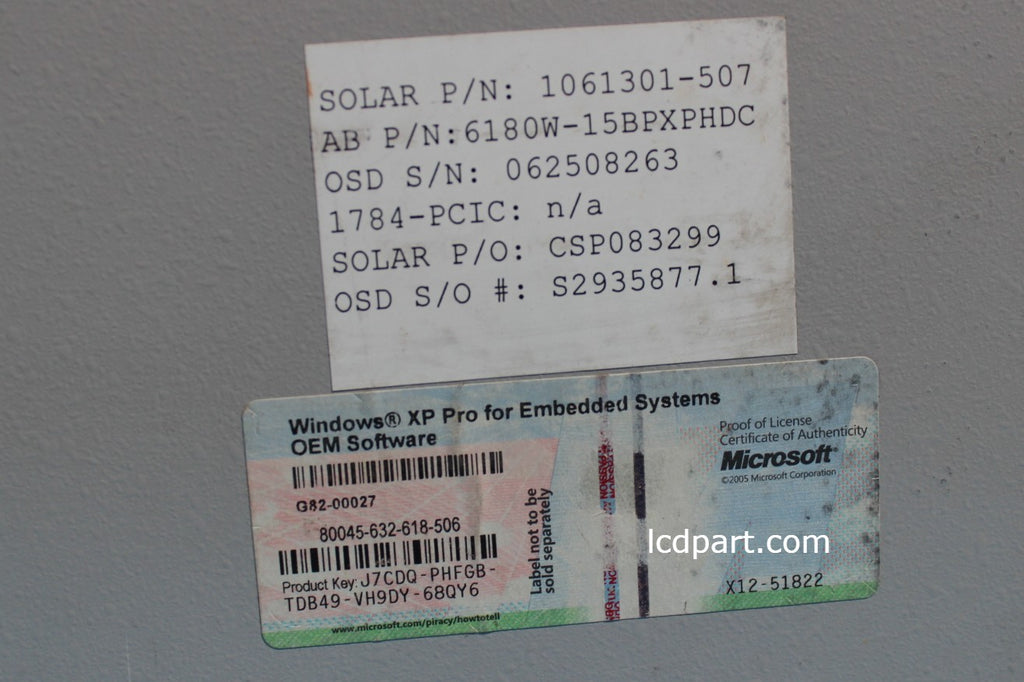 SOLAR P/N: 1061301-507
AB P/N:6180W-15BPXPHDC
OSD S/N: 062508263
1784-PCIC: n/a
SOLAR P/O: CSP083299
OSD S/O #: S2935877.1
Windows® XP Pro for Embedded Systems
OEM Software
G82-00027
80045-632-618-506
Product Key: J7CDQ-PHFGB-
TDB49-VH9DY-68QY6
www.microsoft.com/piracy/howtotell
Label not to be
sold separately
Proof of License
Certificate of Authenticity
Microsoft®
©2005 Microsoft Corporation
lcdpart.com
X12-51822